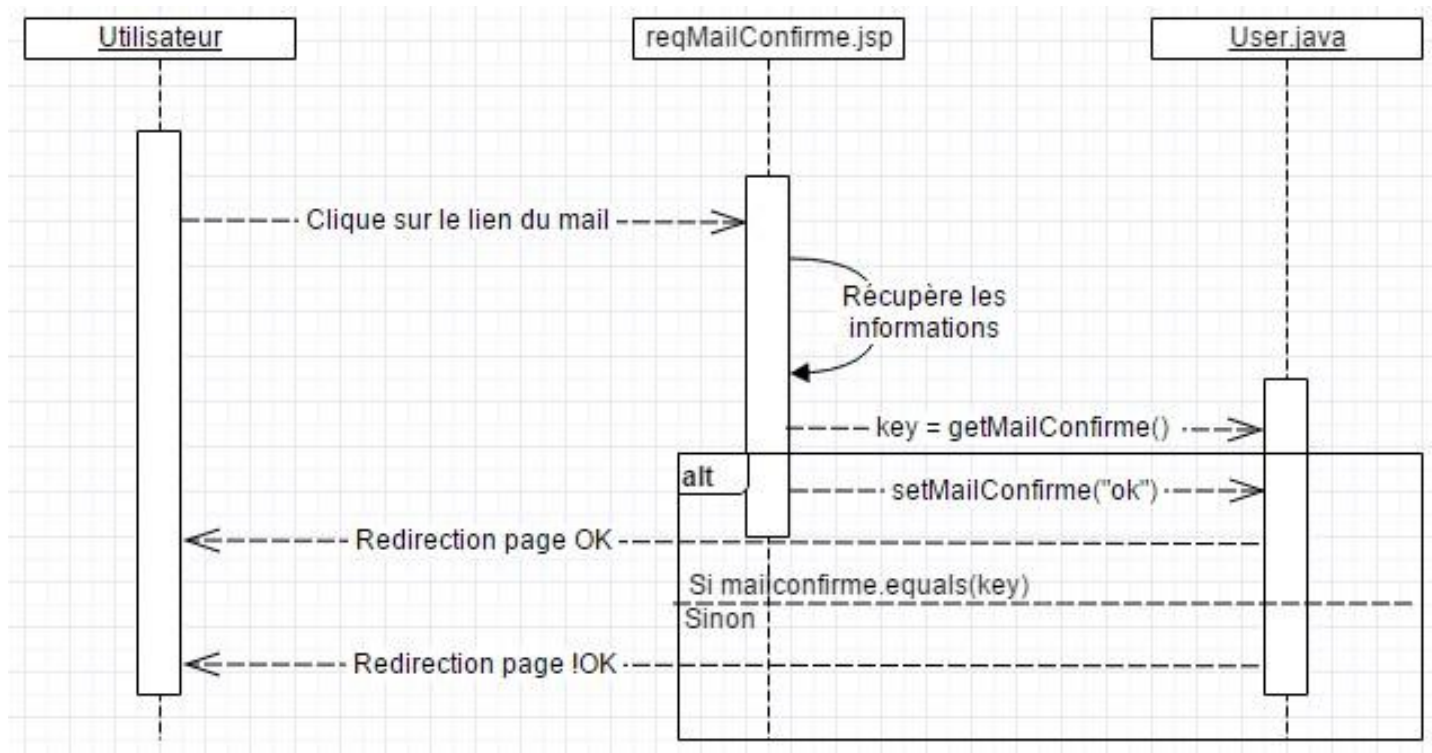 Utilisateur
reqMailConfirme.jsp
User.java
Clique sur le lien du mail
Récupère les
informations
key = getMailConfirme()
alt
setMailConfirme("ok")
Redirection page OK
Si mailconfirme.equals(key)
Sinon
Redirection page !OK